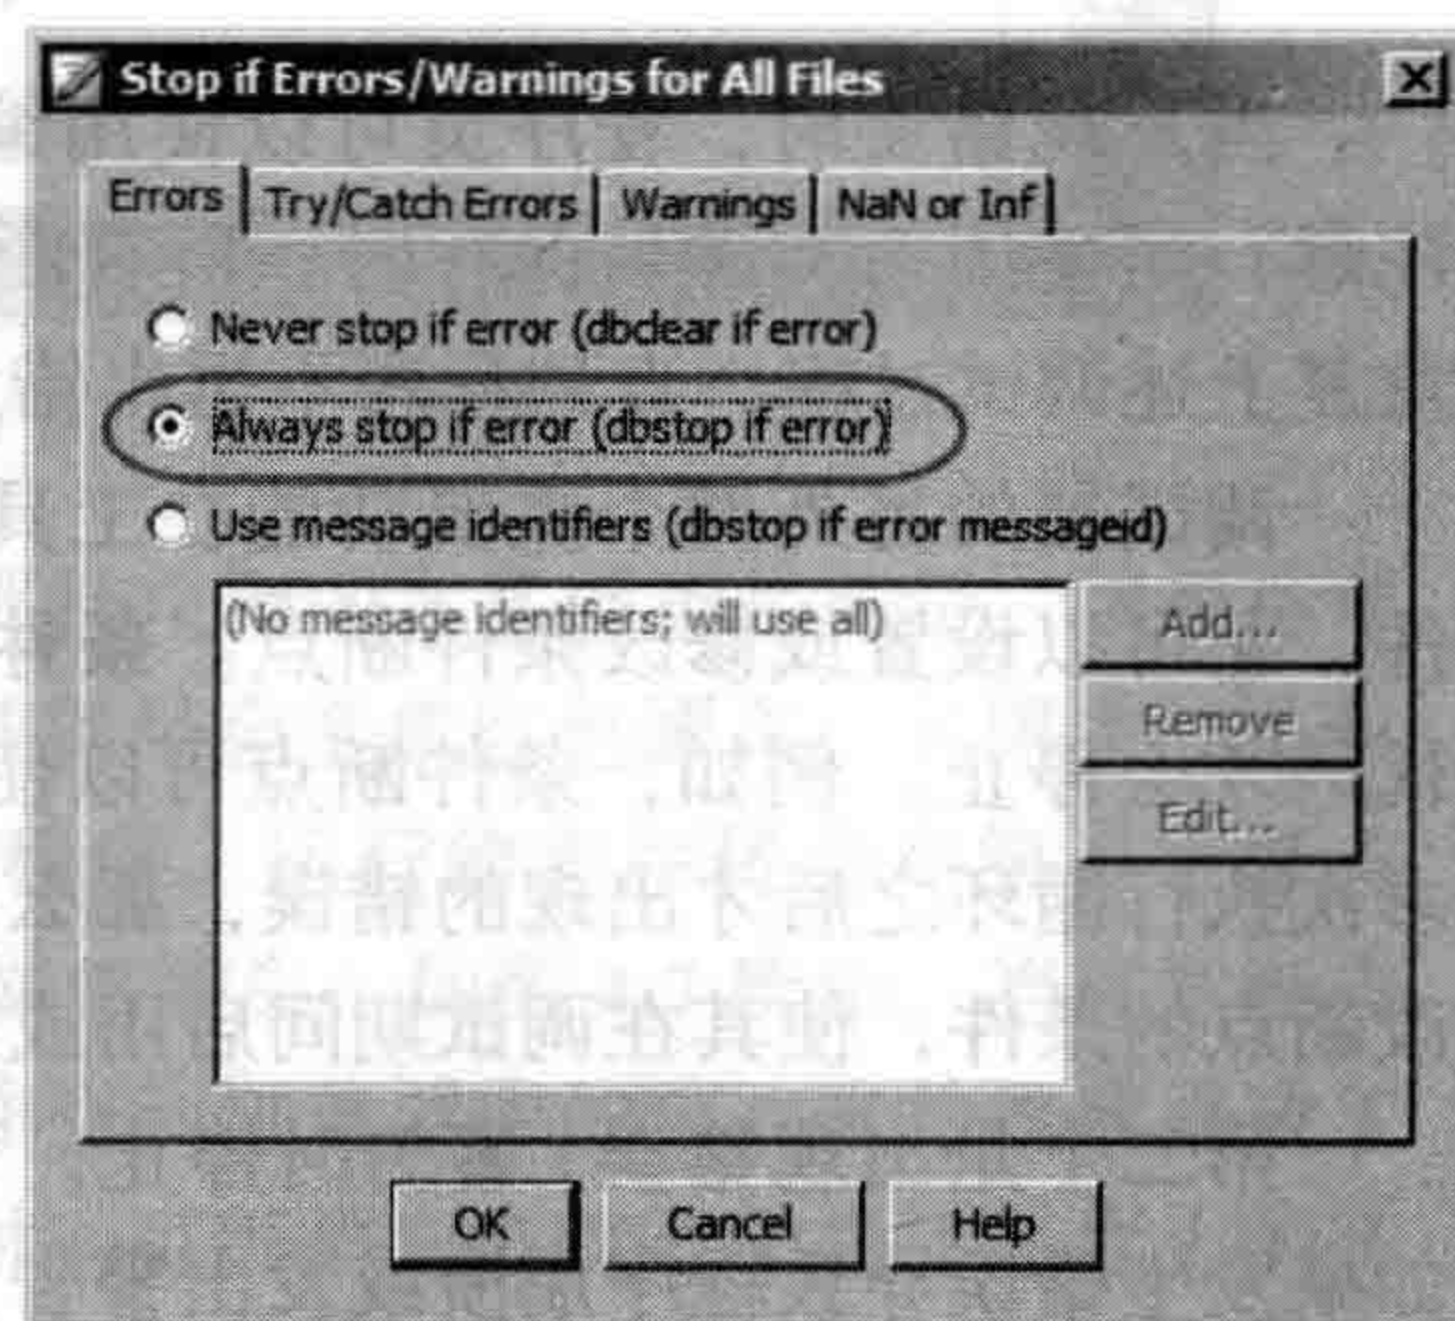 Stop if Errors/Warnings for All Files
Errors Try/Catch Errors Warnings NaN or Inf
Never stop if error (dbclear if error)
Always stop if error (dbstop if error)
Use message identifiers (dbstop if error messageid)
(No message identifiers; will use all)
Add...
Remove
Edit...
OK Cancel Help